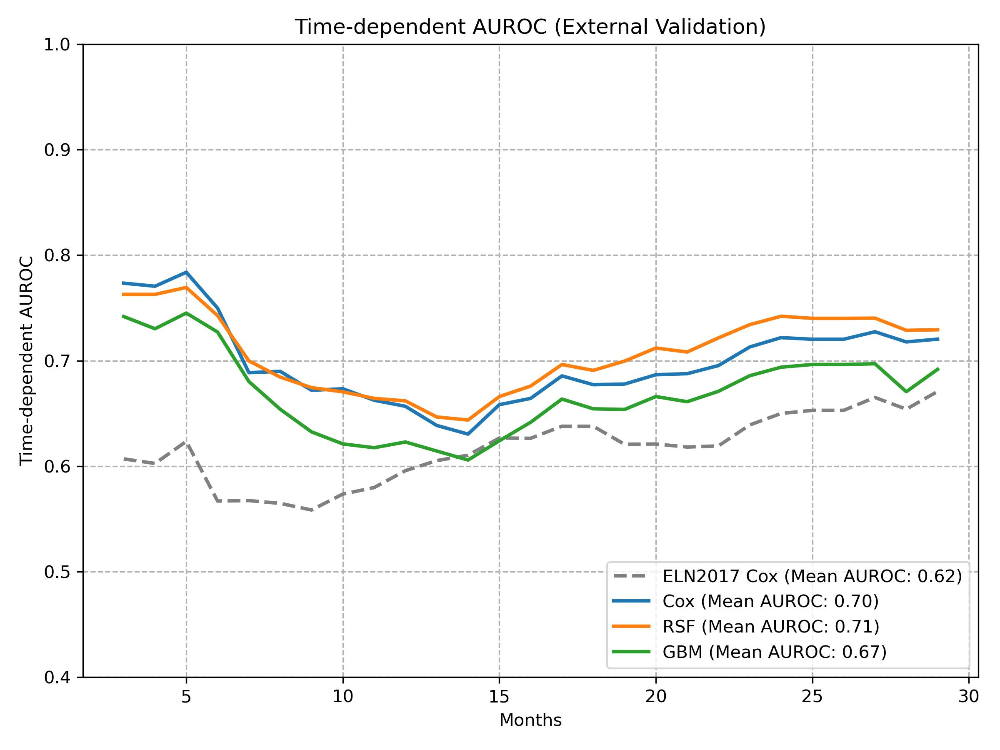 Time-dependent AUROC (External Validation)
1.0
0.9
0.8
0.7
0.6
0.5
0.4
Time-dependent AUROC
5
10
15
20
25
30
Months
ELN2017 Cox (Mean AUROC: 0.62)
Cox (Mean AUROC: 0.70)
RSF (Mean AUROC: 0.71)
GBM (Mean AUROC: 0.67)